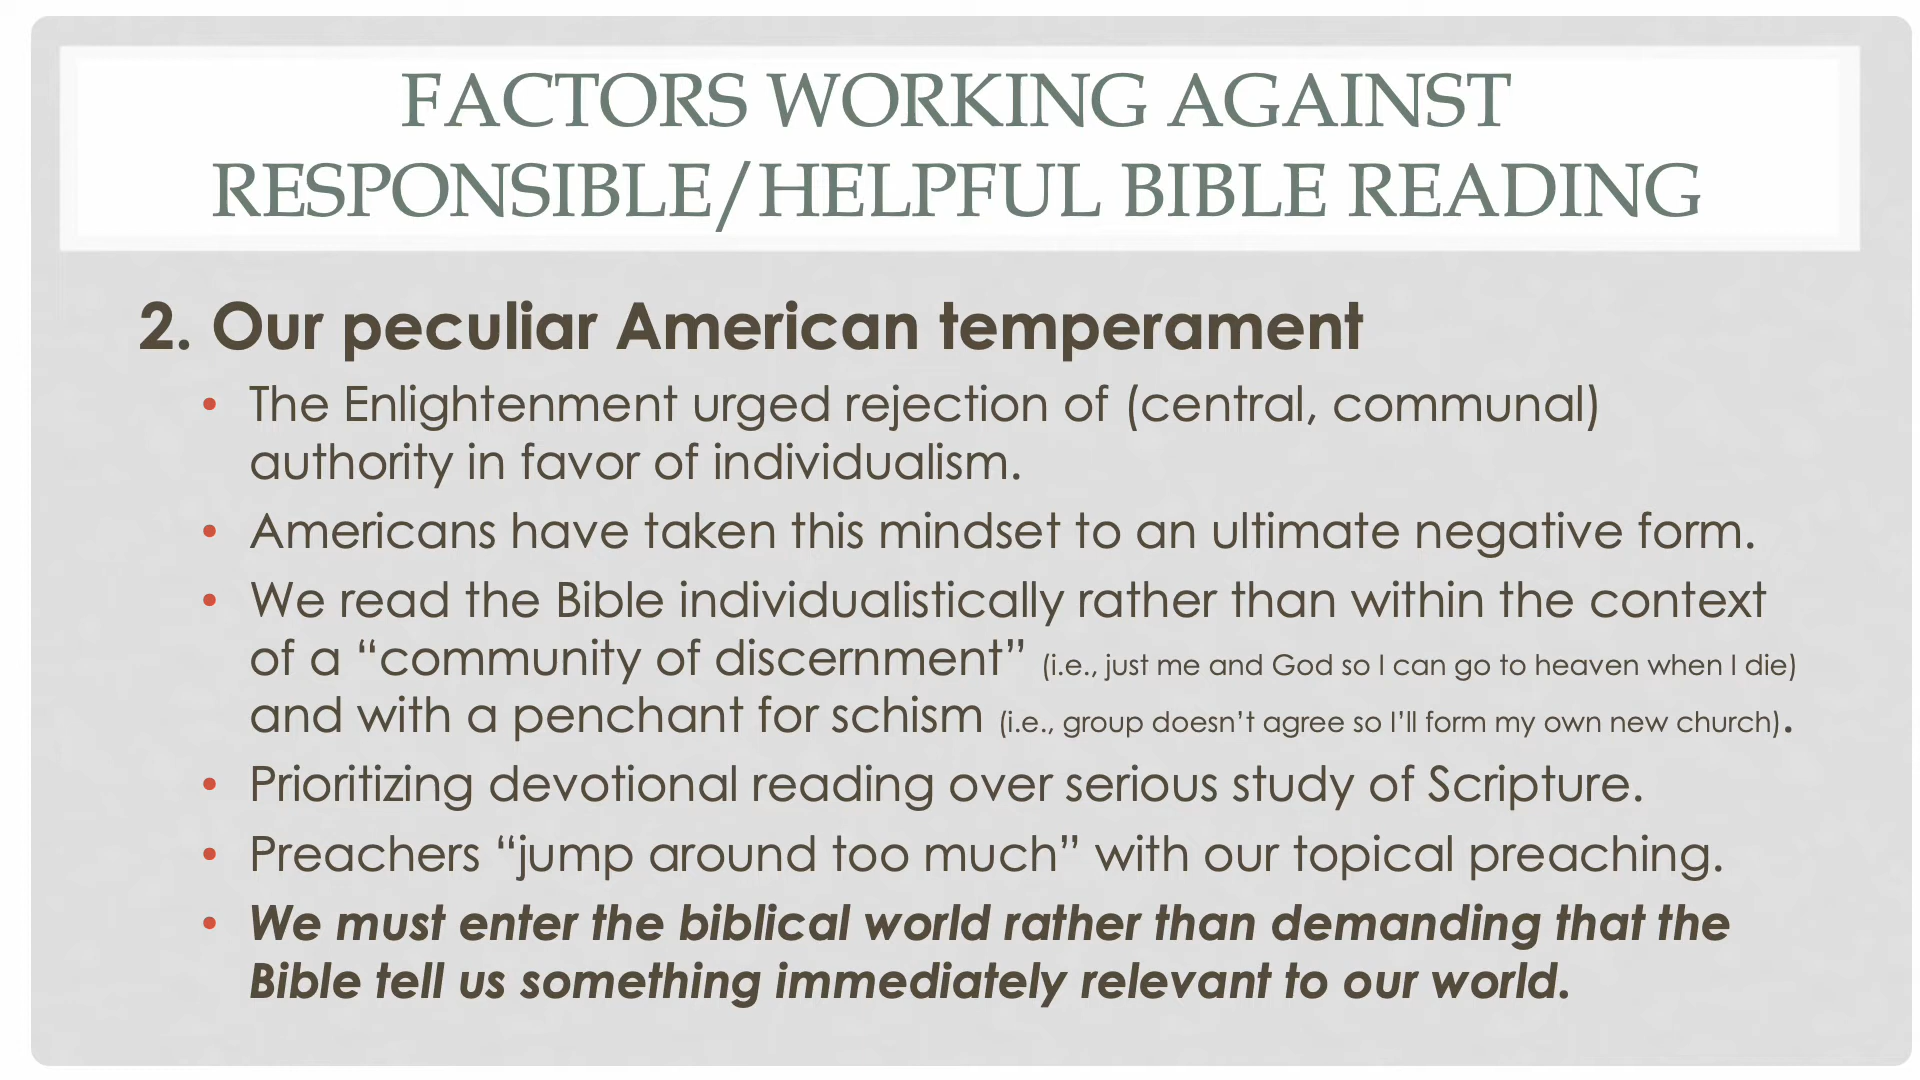 FACTORS WORKING AGAINST
RESPONSIBLE/HELPFUL BIBLE READING
2. Our peculiar American temperament
• The Enlightenment urged rejection of (central, communal)
authority in favor of individualism.
• Americans have taken this mindset to an ultimate negative form.
• We read the Bible individualistically rather than within the context
of a “community of discernment” (i.e., just me and God so I can go to heaven when I die)
and with a penchant for schism (i.e., group doesn’t agree so I’ll form my own new church).
• Prioritizing devotional reading over serious study of Scripture.
• Preachers “jump around too much” with our topical preaching.
• We must enter the biblical world rather than demanding that the
Bible tell us something immediately relevant to our world.